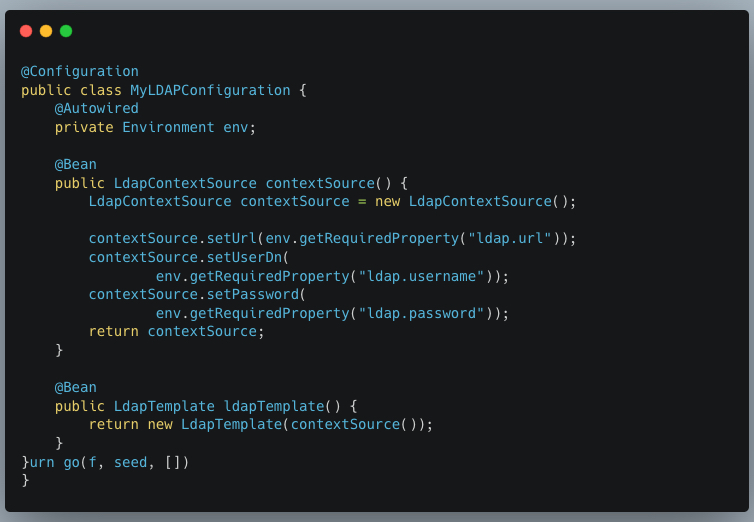 @Configuration
public class MyLDAPConfiguration {
    @Autowired
    private Environment env;

    @Bean
    public LdapContextSource contextSource() {
        LdapContextSource contextSource = new LdapContextSource();

        contextSource.setUrl(env.getRequiredProperty("ldap.url"));
        contextSource.setUserDn(
                env.getRequiredProperty("ldap.username"));
        contextSource.setPassword(
                env.getRequiredProperty("ldap.password"));
        return contextSource;
    }

    @Bean
    public LdapTemplate ldapTemplate() {
        return new LdapTemplate(contextSource());
    }
}urn go(f, seed, [])
}